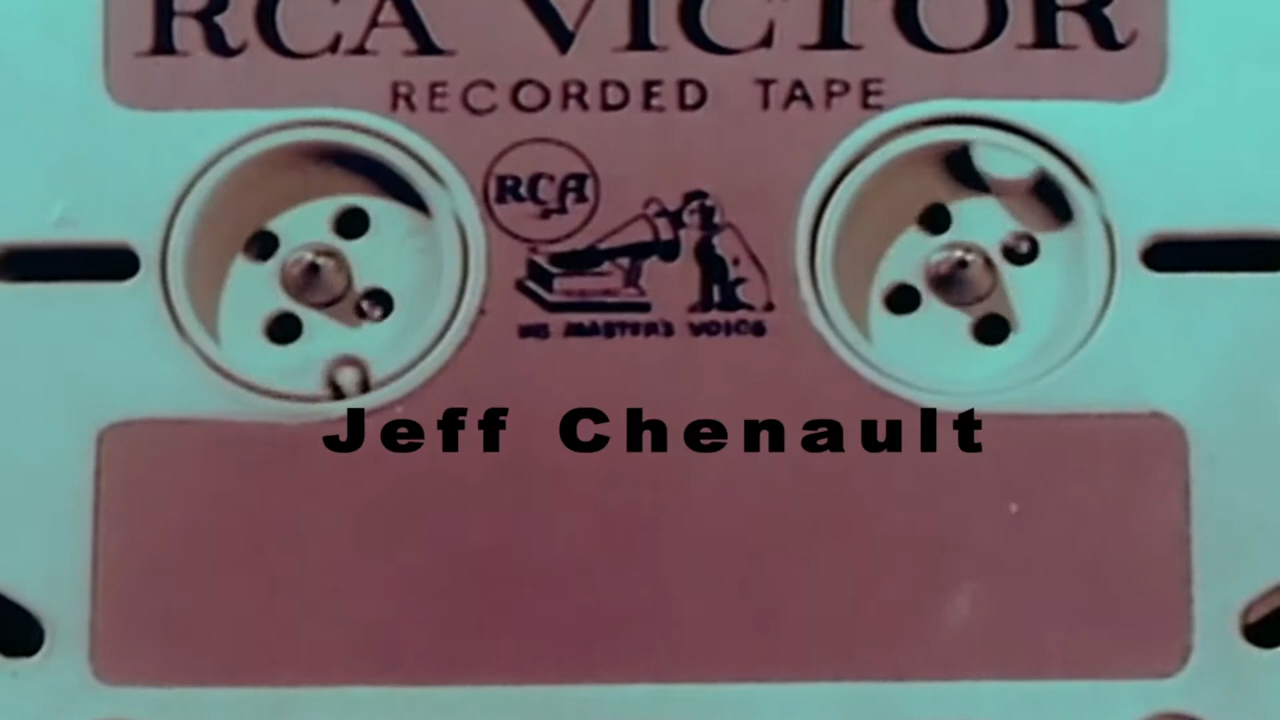 RCA VICTOR
RECORDED TAPE
RCA
HIS MASTER'S VOICE
Jeff Chenault